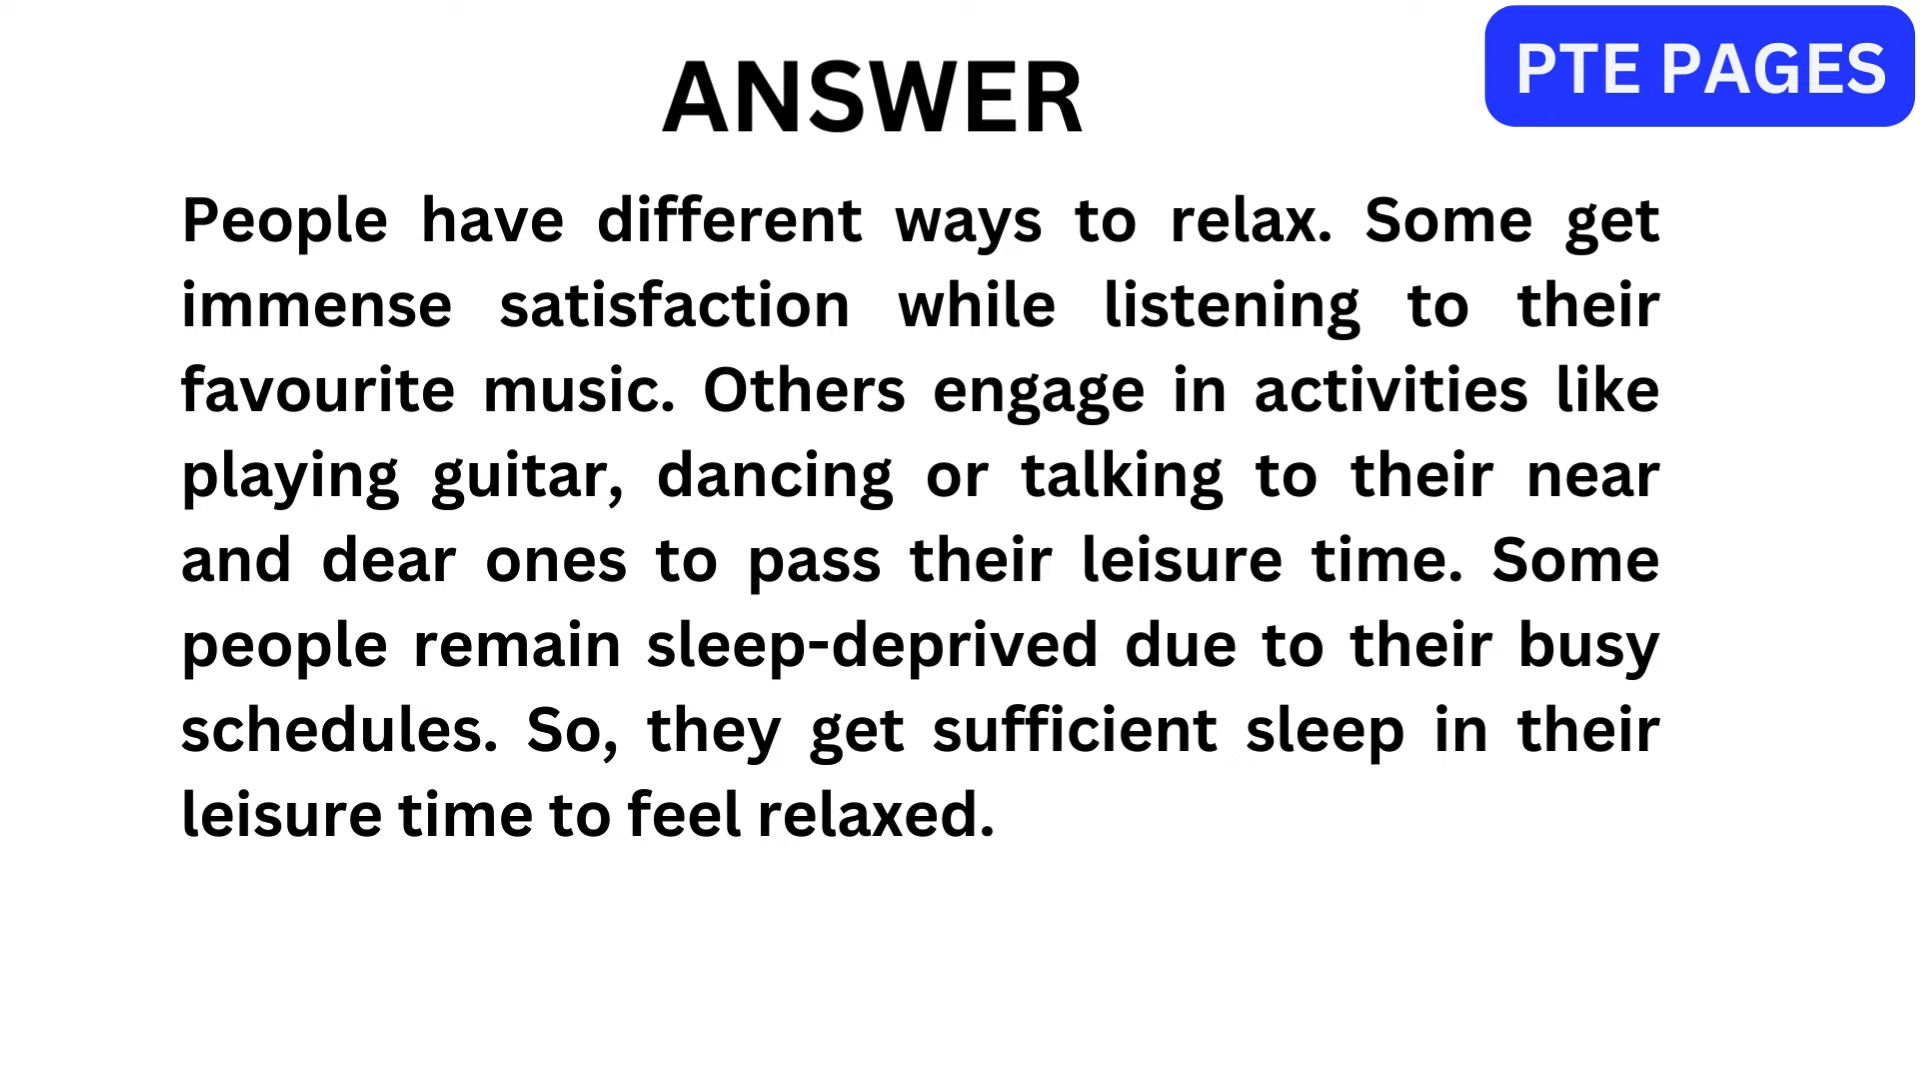 PTE PAGES
ANSWER
People have different ways to relax. Some get
immense satisfaction while listening to their
favourite music. Others engage in activities like
playing guitar, dancing or talking to their near
and dear ones to pass their leisure time. Some
people remain sleep-deprived due to their busy
schedules. So, they get sufficient sleep in their
leisure time to feel relaxed.